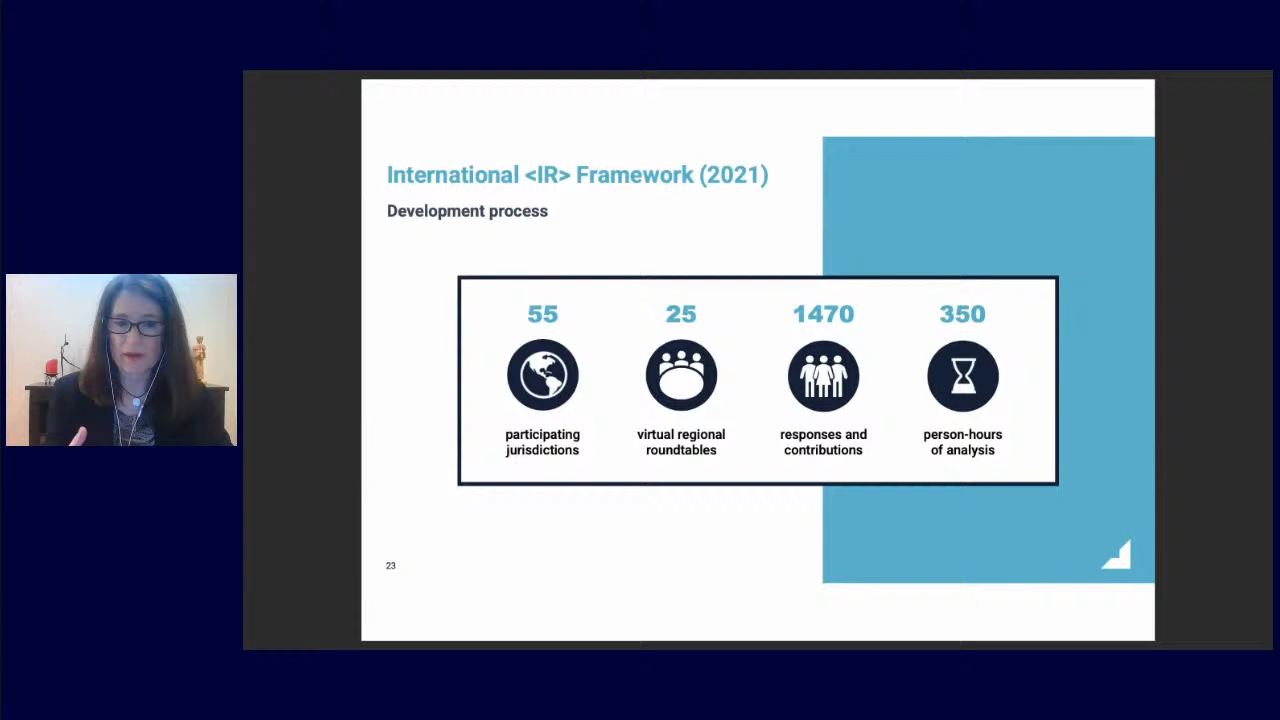 International <IR> Framework (2021)
Development process
55
participating
jurisdictions
25
virtual regional
roundtables
1470
responses and
contributions
350
person-hours
of analysis
23